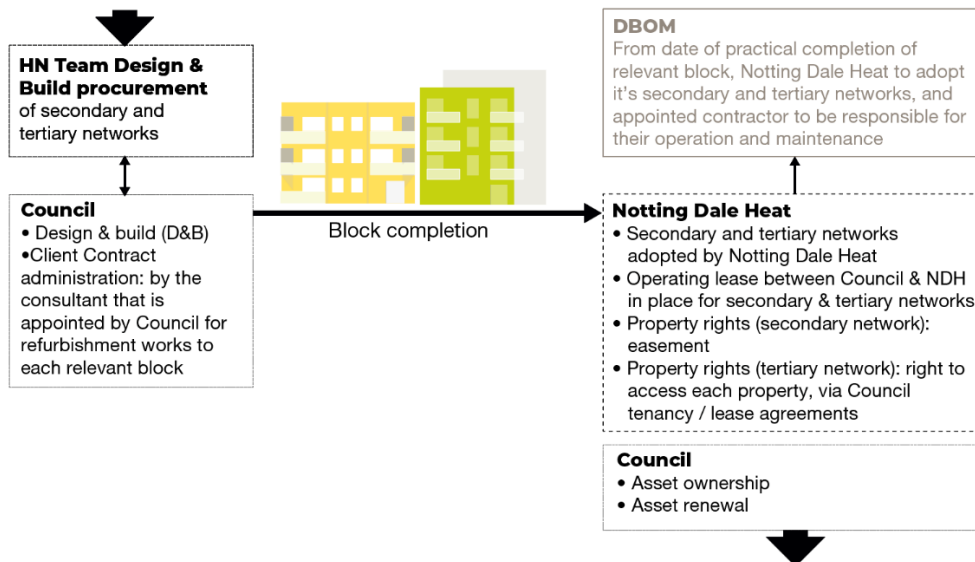 HN Team Design &
Build procurement
of secondary and
tertiary networks
Council
• Design & build (D&B)
•Client Contract
administration: by the
consultant that is
appointed by Council for
refurbishment works to
each relevant block
Block completion
DBOM
From date of practical completion of
relevant block, Notting Dale Heat to adopt
it's secondary and tertiary networks, and
appointed contractor to be responsible for
their operation and maintenance
Notting Dale Heat
• Secondary and tertiary networks
adopted by Notting Dale Heat
• Operating lease between Council & NDH
in place for secondary & tertiary networks
• Property rights (secondary network):
easement
• Property rights (tertiary network): right to
access each property, via Council
tenancy / lease agreements
Council
• Asset ownership
• Asset renewal